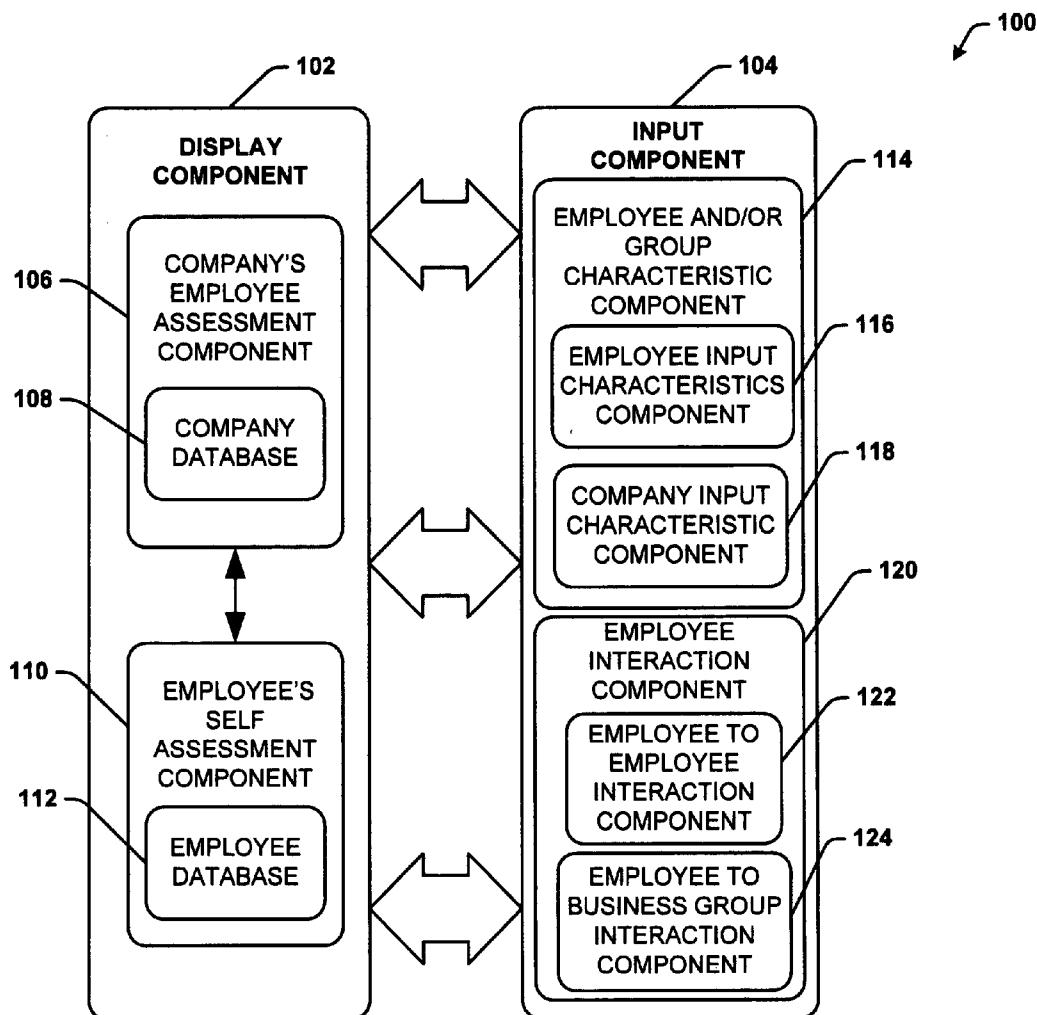 100
102
DISPLAY
COMPONENT
106
COMPANY'S
EMPLOYEE
ASSESSMENT
COMPONENT
108
COMPANY
DATABASE
110
EMPLOYEE'S
SELF
ASSESSMENT
COMPONENT
112
EMPLOYEE
DATABASE
104
INPUT
COMPONENT
114
EMPLOYEE AND/OR
GROUP
CHARACTERISTIC
COMPONENT
116
EMPLOYEE INPUT
CHARACTERISTICS
COMPONENT
118
COMPANY INPUT
CHARACTERISTIC
COMPONENT
120
EMPLOYEE
INTERACTION
COMPONENT
122
EMPLOYEE TO
EMPLOYEE
INTERACTION
COMPONENT
124
EMPLOYEE TO
BUSINESS GROUP
INTERACTION
COMPONENT